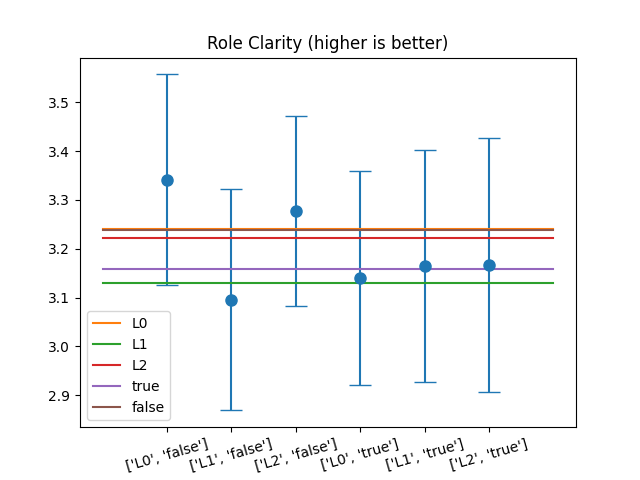 Role Clarity (higher is better)
3.5
3.4
3.3
3.2
3.1
3.0
2.9
L0
L1
L2
true
false
['L0', 'false']
['L1', 'false']
['L2', 'false']
['L0', 'true']
['L1', 'true']
['L2', 'true']